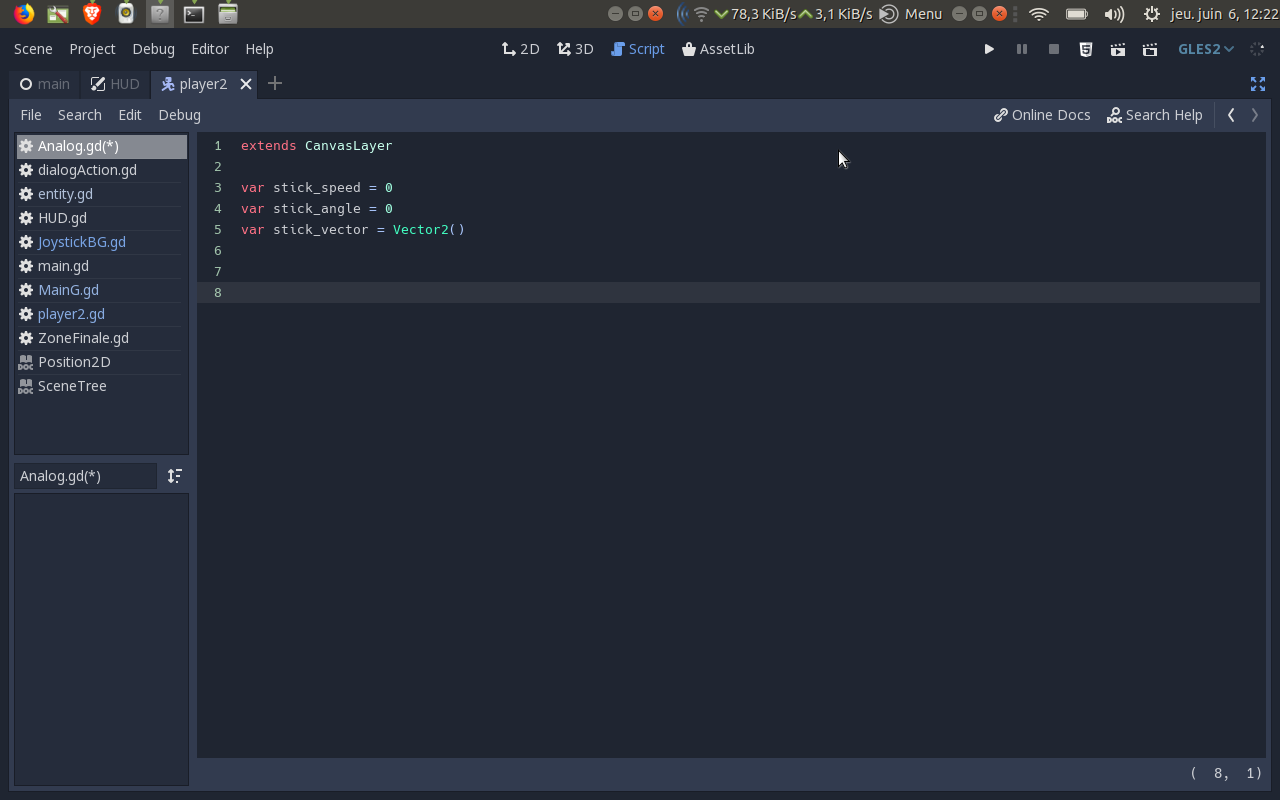 78,3 KiB/s 3,1 KiB/s Menu jeu. juin 6, 12:22
Scene Project Debug Editor Help 2D 3D Script AssetLib GLES2
main HUD player2
File Search Edit Debug Online Docs Search Help
Analog.gd(*)
dialogAction.gd
entity.gd
HUD.gd
JoystickBG.gd
main.gd
MainG.gd
player2.gd
ZoneFinale.gd
DOC Position2D
DOC SceneTree
Analog.gd(*)
1 extends CanvasLayer
2
3 var stick_speed = 0
4 var stick_angle = 0
5 var stick_vector = Vector2()
6
7
8
( 8, 1)